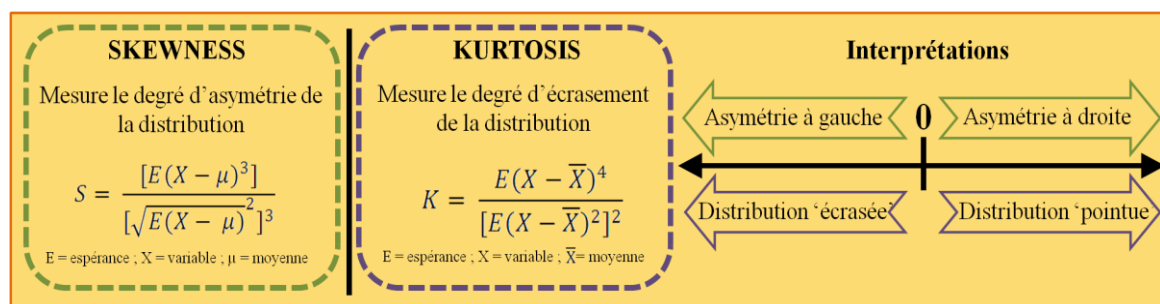 SKEWNESS
Mesure le degré d'asymétrie de
la distribution
S = [E(X − μ)³] / [√E(X − μ)²]³
E = espérance ; X = variable ; μ = moyenne
KURTOSIS
Mesure le degré d'écrasement
de la distribution
K = E(X − X̅)⁴ / [E(X − X̅)²]²
E = espérance ; X = variable ; X̅= moyenne
Interprétations
Asymétrie à gauche 0 Asymétrie à droite
Distribution 'écrasée' Distribution 'pointue